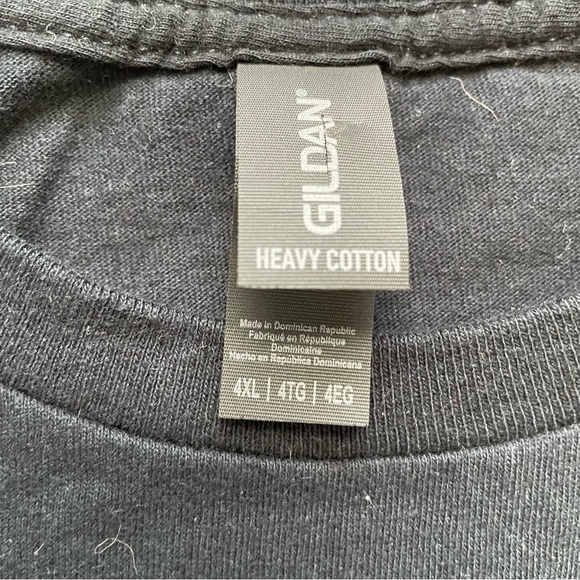 GILDAN®
HEAVY COTTON
Made in Dominican Republic
Fabriqué en République
Dominicaine
Hecho en República Dominicana
4XL | 4TG | 4EG